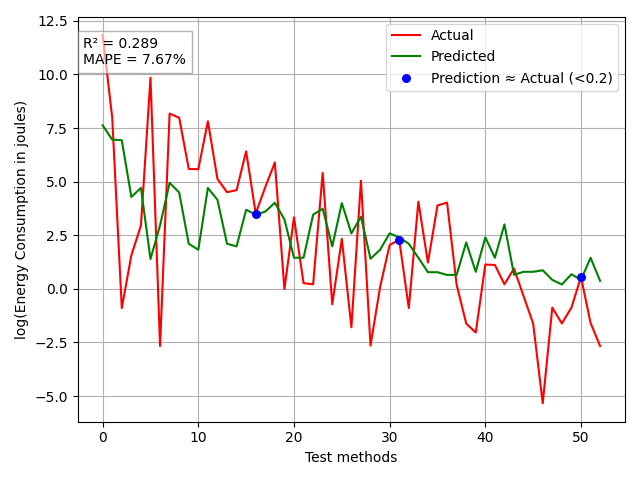 R² = 0.289
MAPE = 7.67%
Actual
Predicted
Prediction ≈ Actual (<0.2)
log(Energy Consumption in joules)
12.5
10.0
7.5
5.0
2.5
0.0
−2.5
−5.0
0 10 20 30 40 50
Test methods